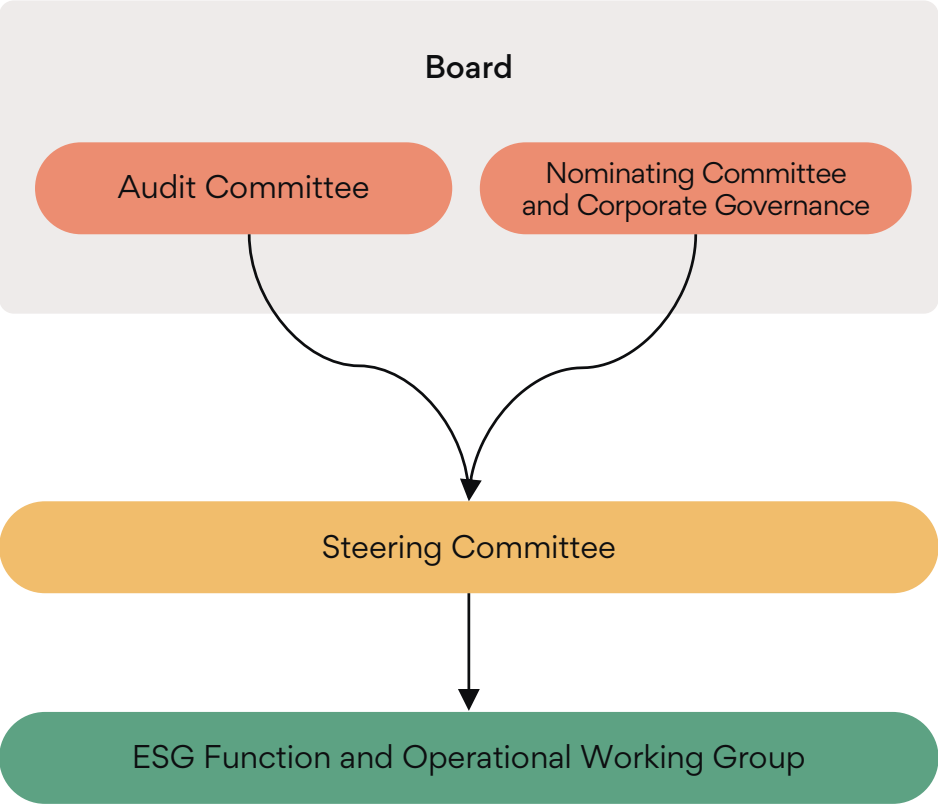 Board
Audit Committee
Nominating Committee
and Corporate Governance
Steering Committee
ESG Function and Operational Working Group